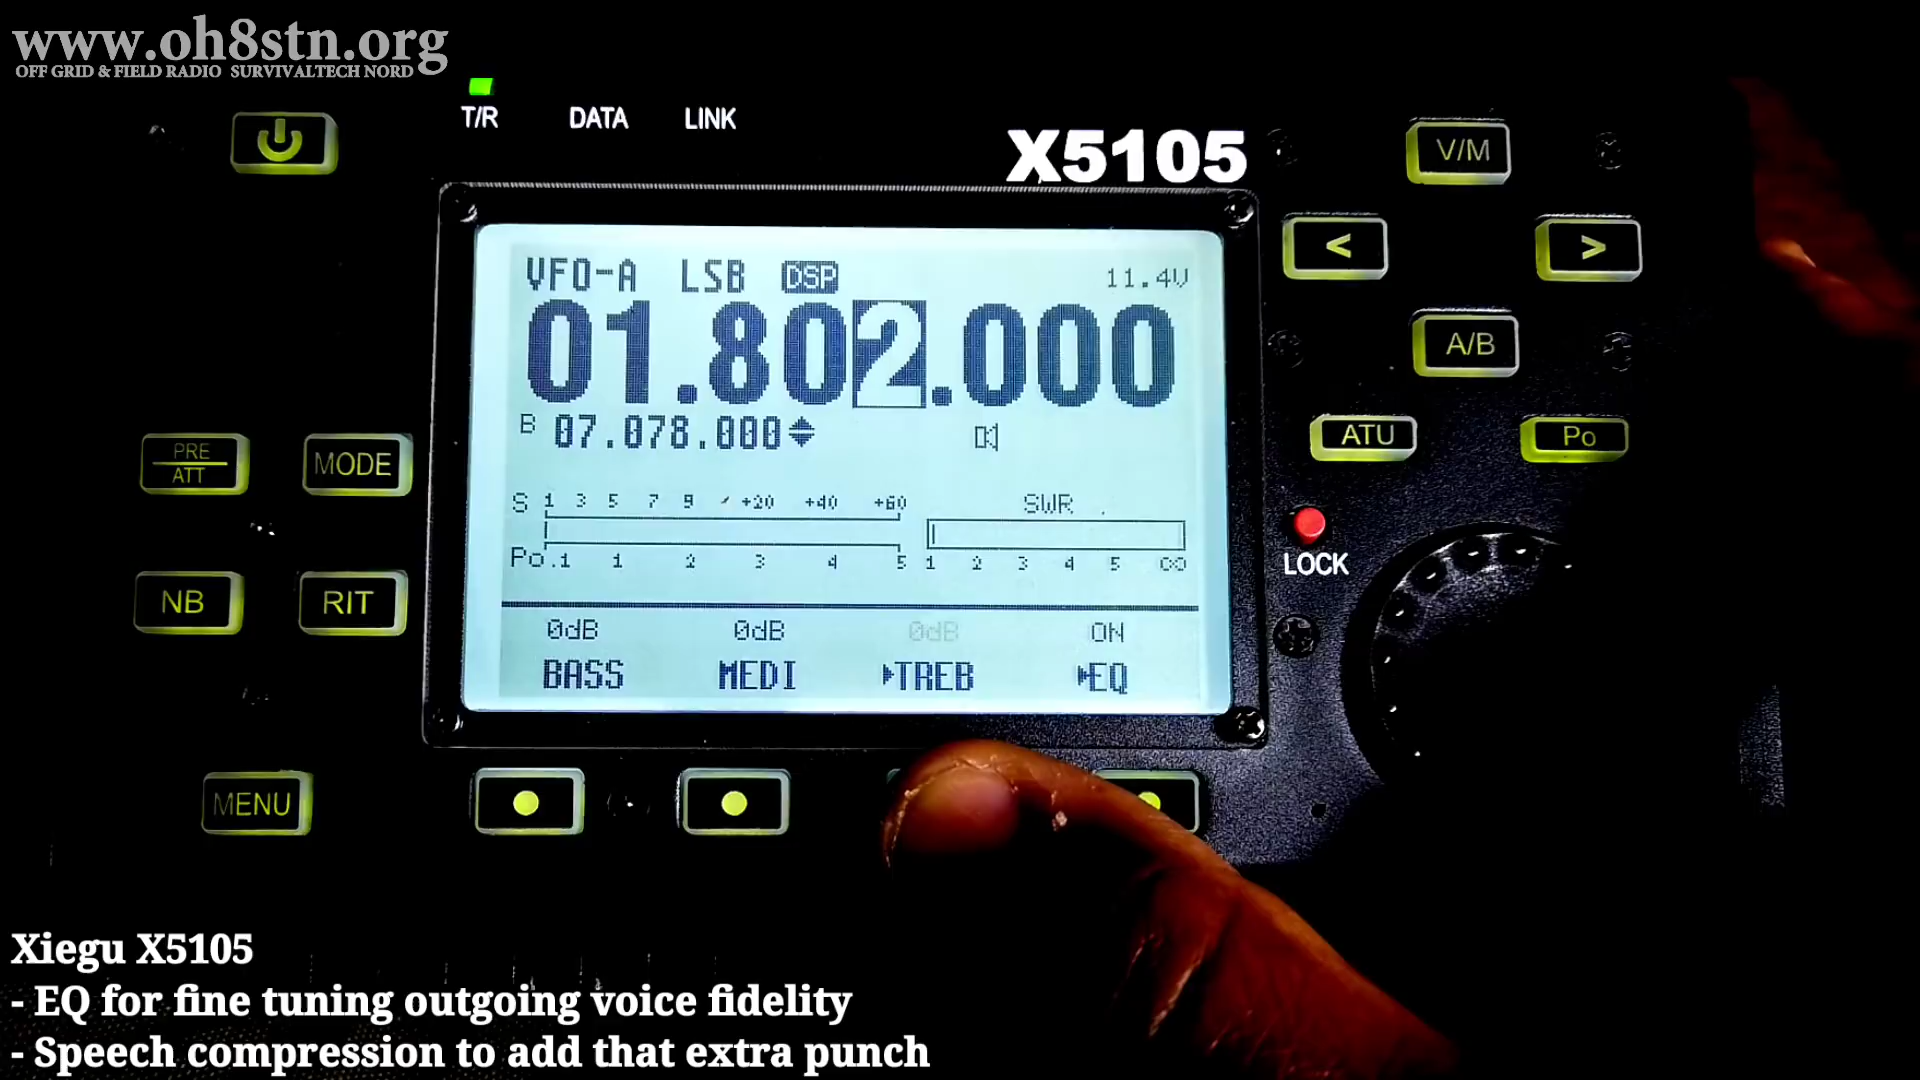 www.oh8stn.org
OFF GRID & FIELD RADIO SURVIVALTECH NORD
T/R DATA LINK
X5105
V/M
< >
A/B
ATU Po
LOCK
PRE
ATT
MODE
NB RIT
MENU
VFO-A LSB DSP 11.4V
01.802.000
B 07.078.000
S 1 3 5 7 9 +20 +40 +60 SWR
Po .1 1 2 3 4 5 1 2 3 4 5 ∞
0dB 0dB 0dB ON
BASS MEDI TREB EQ
Xiegu X5105
- EQ for fine tuning outgoing voice fidelity
- Speech compression to add that extra punch